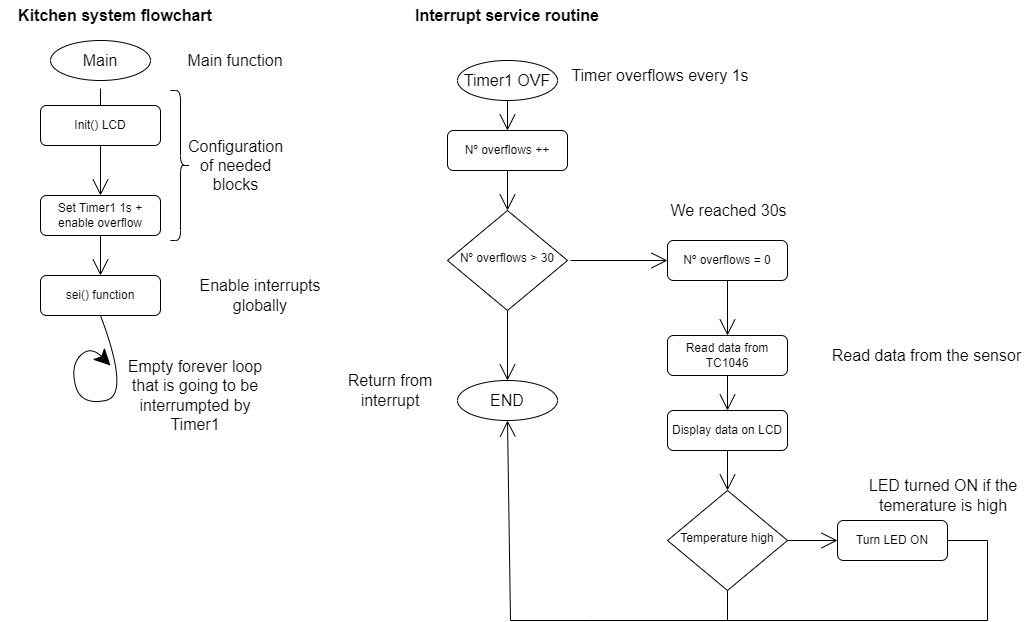 Kitchen system flowchart
Main
Main function
Init() LCD
Configuration
of needed
blocks
Set Timer1 1s +
enable overflow
sei() function
Enable interrupts
globally
Empty forever loop
that is going to be
interrupted by
Timer1
Interrupt service routine
Timer1 OVF
Timer overflows every 1s
Nº overflows ++
Nº overflows > 30
We reached 30s
Nº overflows = 0
Read data from
TC1046
Read data from the sensor
Display data on LCD
Temperature high
LED turned ON if the
temerature is high
Turn LED ON
Return from
interrupt
END